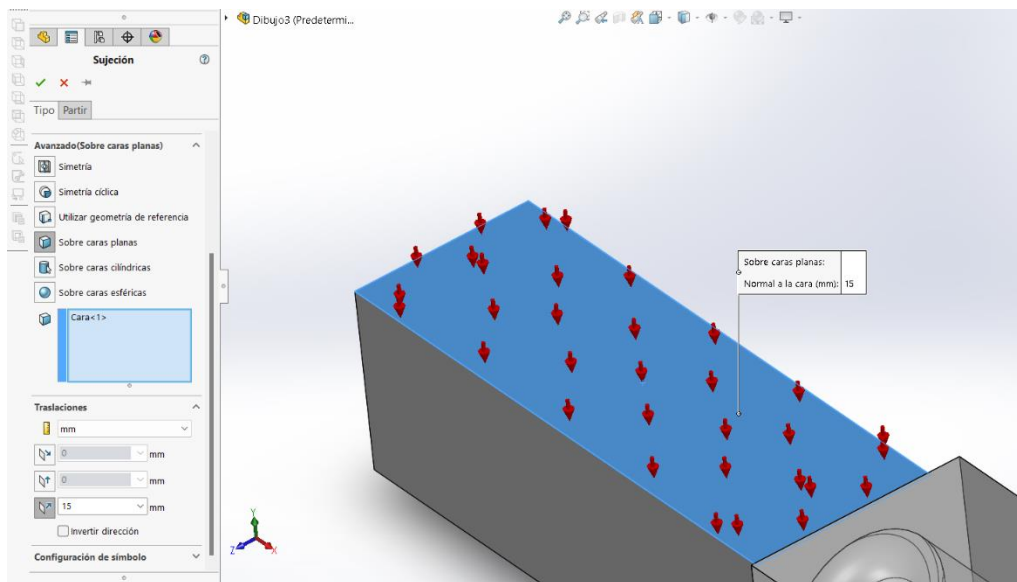 Dibujo3 (Predetermi...
Sujeción
Tipo
Partir
Avanzado(Sobre caras planas)
Simetría
Simetría cíclica
Utilizar geometría de referencia
Sobre caras planas
Sobre caras cilíndricas
Sobre caras esféricas
Cara<1>
Traslaciones
mm
0 mm
0 mm
15 mm
Invertir dirección
Configuración de símbolo
Sobre caras planas:
Normal a la cara (mm): 15
Y
Z X